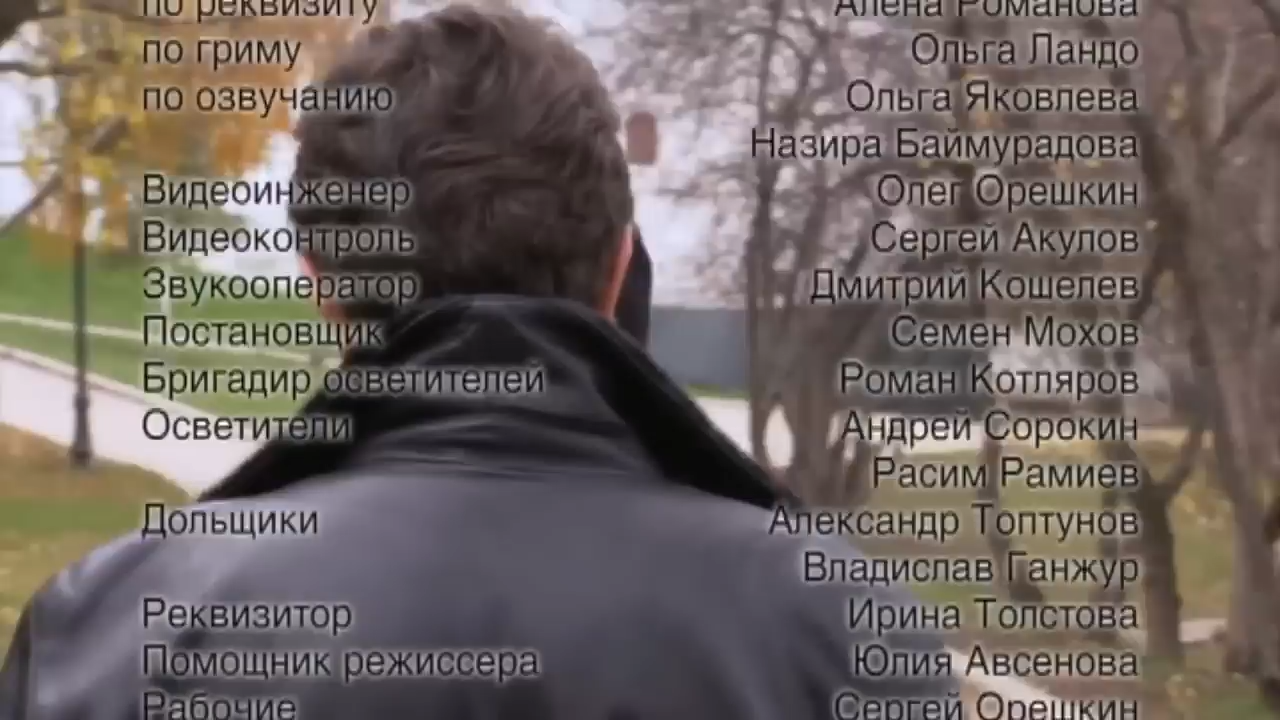 по реквизиту Алена Романова
по гриму Ольга Ландо
по озвучанию Ольга Яковлева
Назира Баймурадова
Видеоинженер Олег Орешкин
Видеоконтроль Сергей Акулов
Звукооператор Дмитрий Кошелев
Постановщик Семен Мохов
Бригадир осветителей Роман Котляров
Осветители Андрей Сорокин
Расим Рамиев
Дольщики Александр Топтунов
Владислав Ганжур
Реквизитор Ирина Толстова
Помощник режиссера Юлия Авсенова
Рабочие Сергей Орешкин